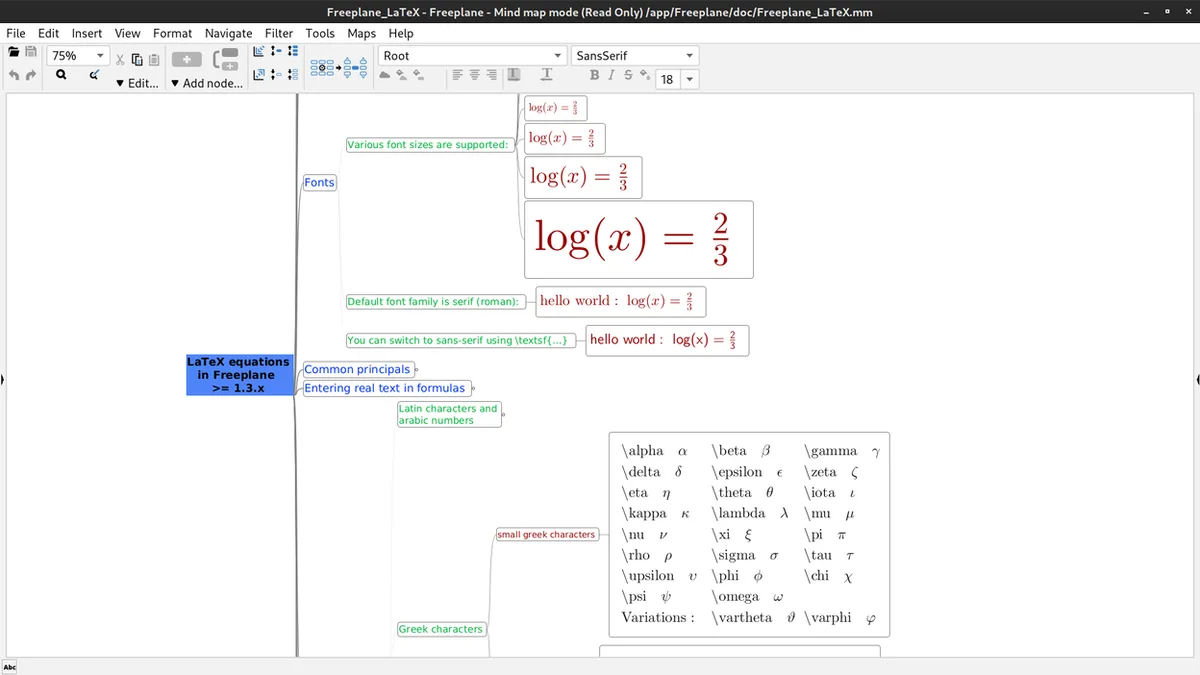 Freeplane_LaTeX - Freeplane - Mind map mode (Read Only) /app/Freeplane/doc/Freeplane_LaTeX.mm
File Edit Insert View Format Navigate Filter Tools Maps Help
75%
Root
SansSerif
▼ Edit...
▼ Add node...
B I S
18
log(x) = 2/3
Various font sizes are supported:
log(x) = 2/3
log(x) = 2/3
Fonts
log(x) = 2/3
Default font family is serif (roman):
hello world : log(x) = 2/3
You can switch to sans-serif using \textsf{...}
hello world : log(x) = 2/3
LaTeX equations
in Freeplane
>= 1.3.x
Common principals
Entering real text in formulas
Latin characters and
arabic numbers
\alpha α \beta β \gamma γ
\delta δ \epsilon ϵ \zeta ζ
\eta η \theta θ \iota ι
\kappa κ \lambda λ \mu μ
\nu ν \xi ξ \pi π
\rho ρ \sigma σ \tau τ
\upsilon υ \phi ϕ \chi χ
\psi ψ \omega ω
Variations : \vartheta ϑ \varphi φ
small greek characters
Greek characters
Abc